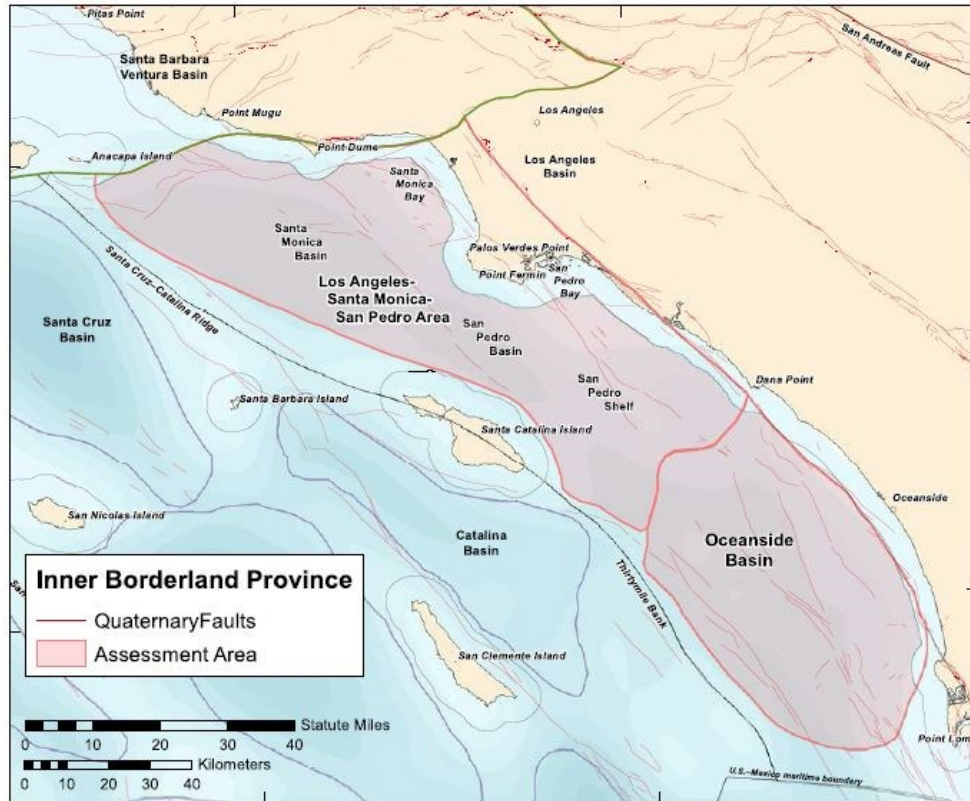 Pitas Point
Santa Barbara
Ventura Basin
San Andreas Fault
Point Mugu
Los Angeles
Anacapa Island
Point Dume
Los Angeles
Basin
Santa
Monica
Bay
Santa
Monica
Basin
Palos Verdes Point
Point Fermin
San
Pedro
Bay
Santa Cruz–Catalina Ridge
Los Angeles-
Santa Monica-
San Pedro Area
Santa Cruz
Basin
San
Pedro
Basin
San
Pedro
Shelf
Dana Point
Santa Barbara Island
Santa Catalina Island
Oceanside
San Nicolas Island
Catalina
Basin
Oceanside
Basin
Thirtymile Bank
Inner Borderland Province
QuaternaryFaults
Assessment Area
San Clemente Island
Statute Miles
0 10 20 30 40
Kilometers
0 10 20 30 40
Point Lom
U.S.–Mexico maritime boundary